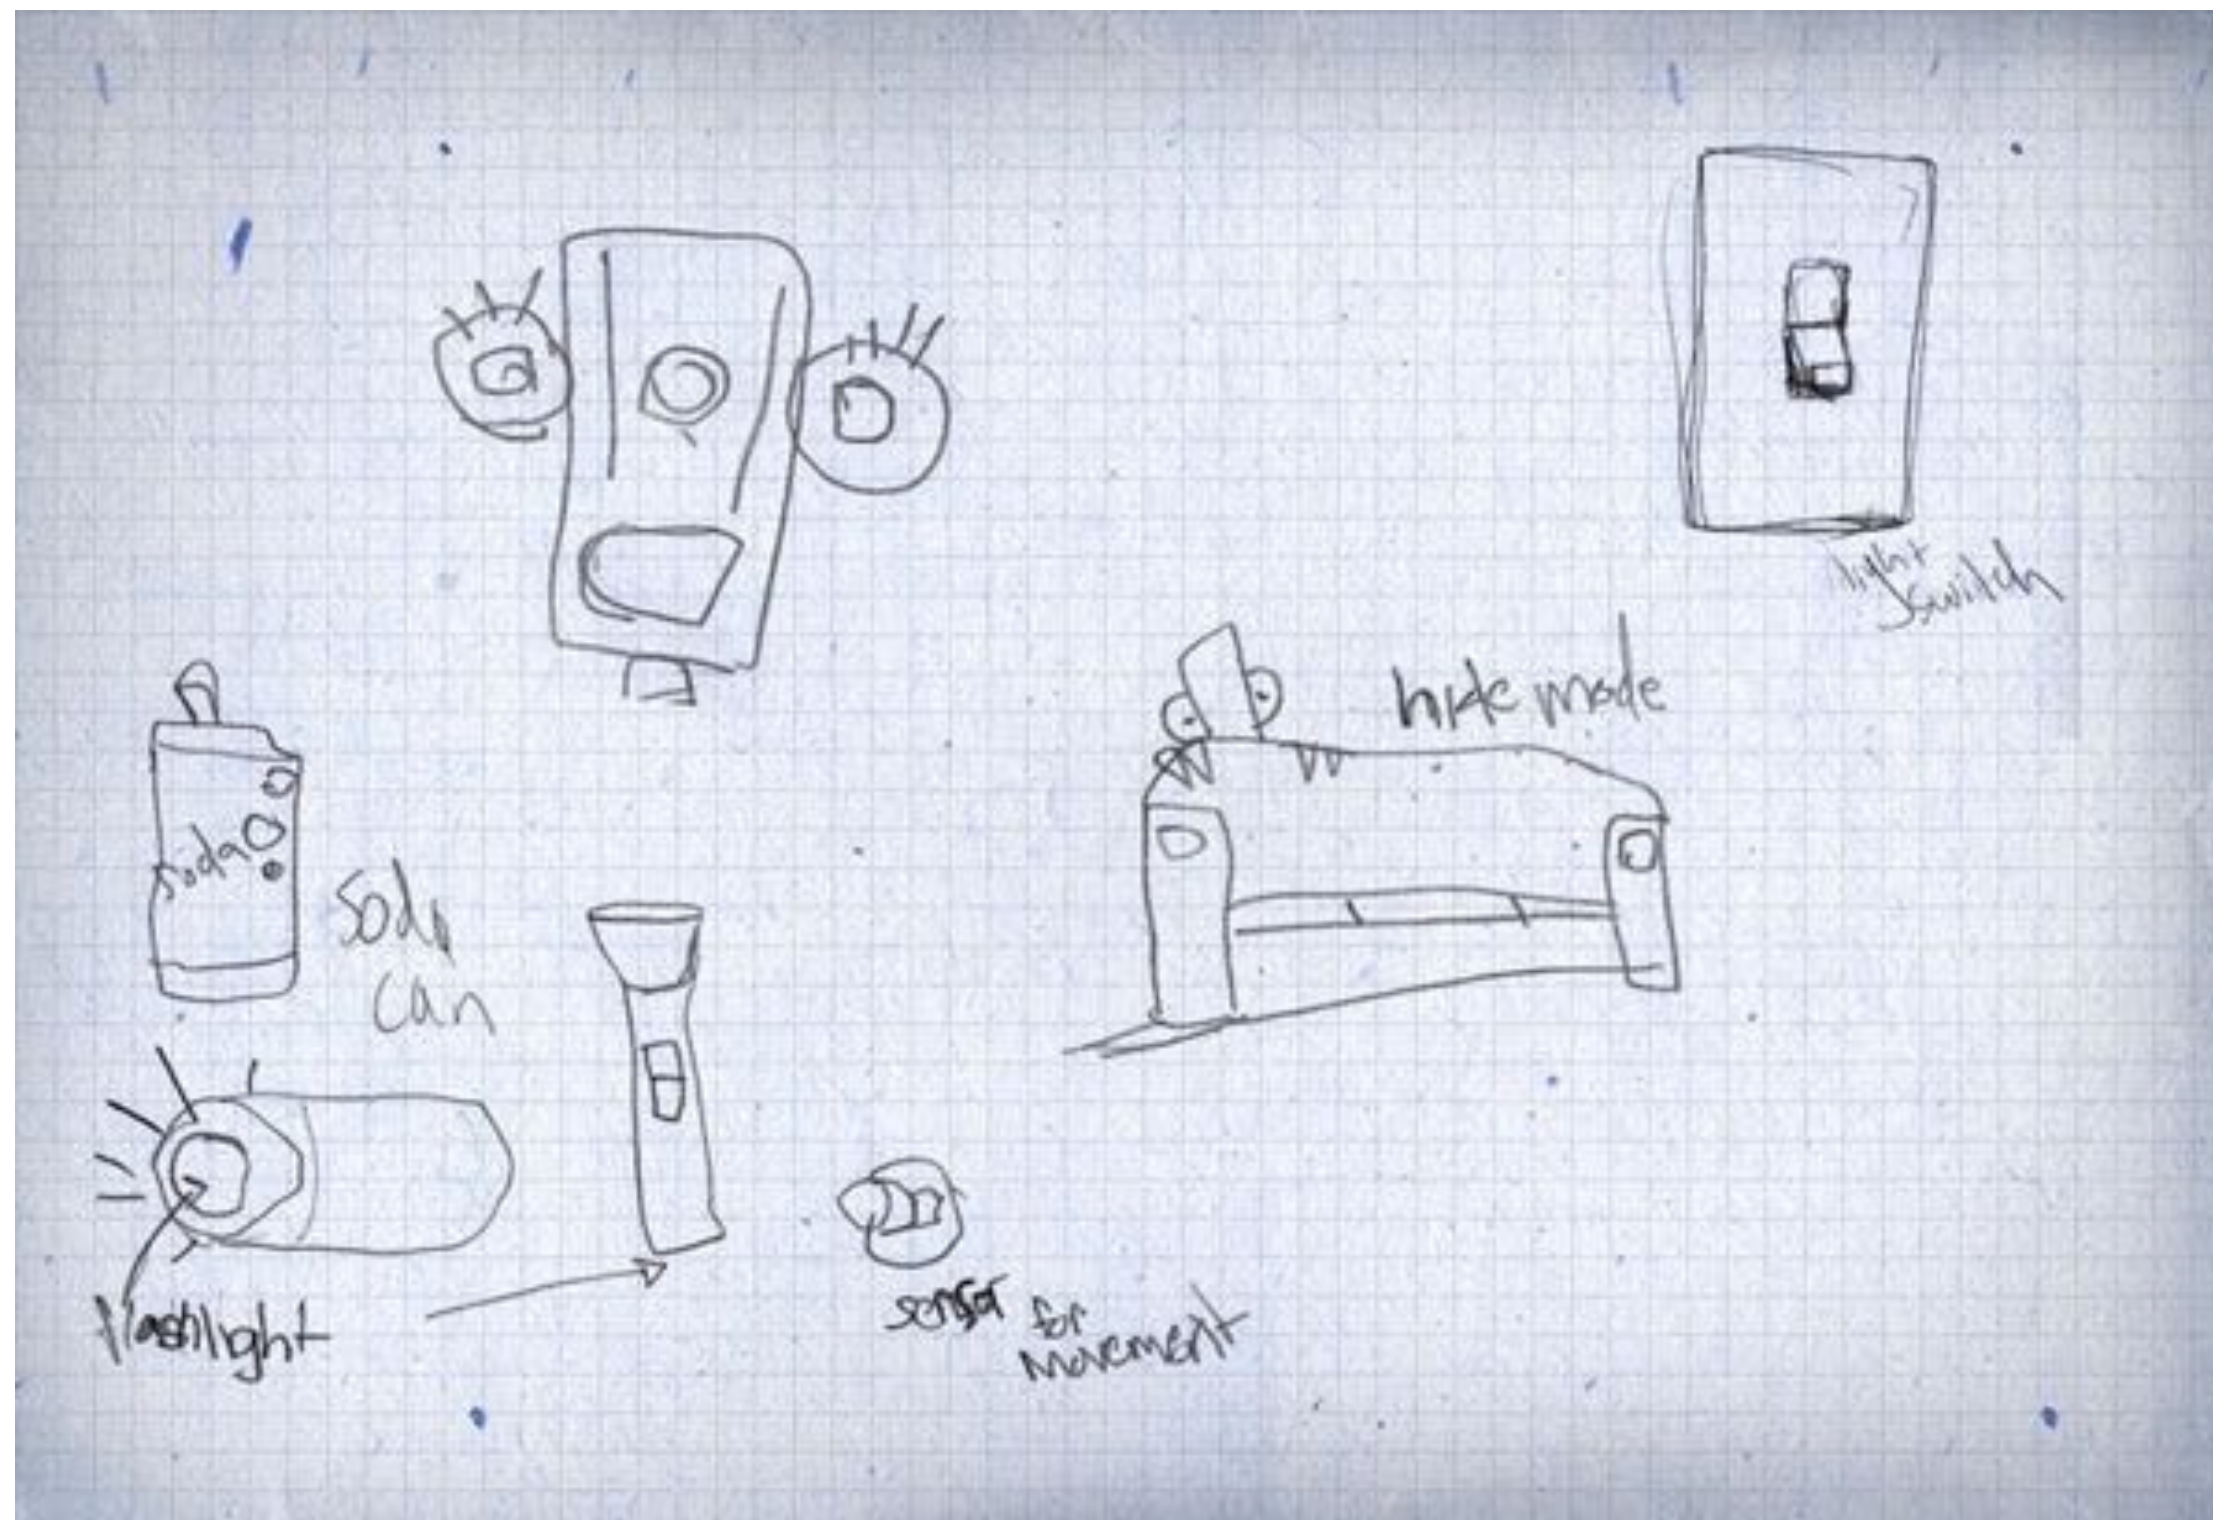 light
switch
hide mode
soda
soda
can
flashlight
sensor for
movement